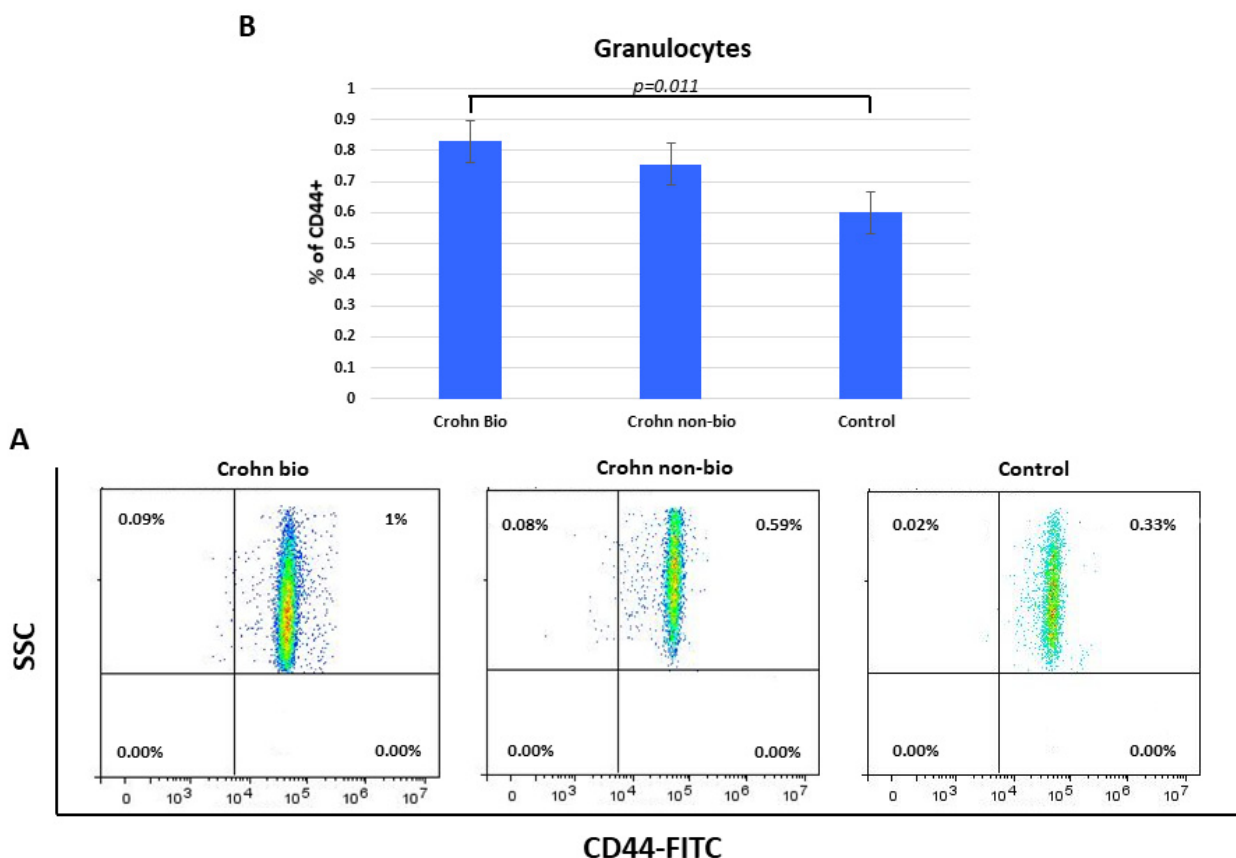 B
Granulocytes
p=0.011
% of CD44+
1
0.9
0.8
0.7
0.6
0.5
0.4
0.3
0.2
0.1
0
Crohn Bio Crohn non-bio Control
A
Crohn bio Crohn non-bio Control
0.09% 1% 0.08% 0.59% 0.02% 0.33%
SSC
0.00% 0.00% 0.00% 0.00% 0.00% 0.00%
0 10³ 10⁴ 10⁵ 10⁶ 10⁷ 0 10³ 10⁴ 10⁵ 10⁶ 10⁷ 0 10³ 10⁴ 10⁵ 10⁶ 10⁷
CD44-FITC